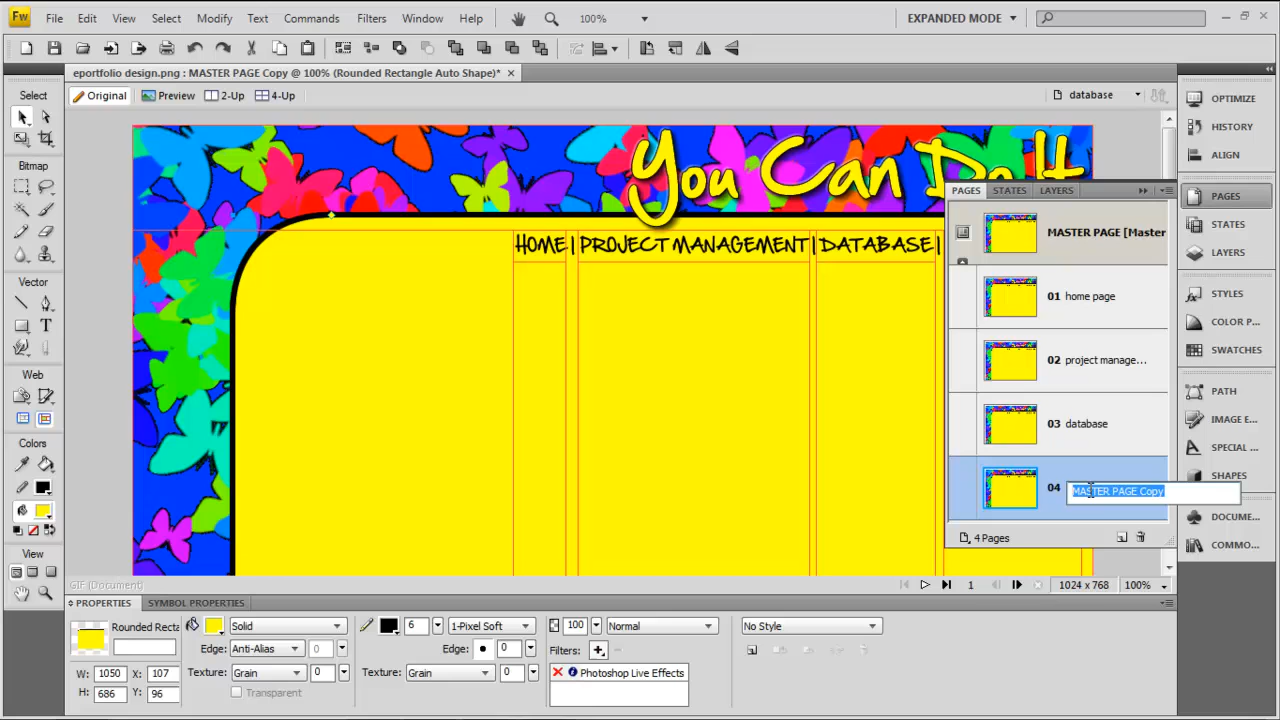 Fw File Edit View Select Modify Text Commands Filters Window Help 100% EXPANDED MODE
eportfolio design.png : MASTER PAGE Copy @ 100% (Rounded Rectangle Auto Shape)*
Original Preview 2-Up 4-Up database
Select
Bitmap
Vector
Web
Colors
View
You Can Do It
HOME | PROJECT MANAGEMENT | DATABASE |
PAGES STATES LAYERS
MASTER PAGE [Master
01 home page
02 project manage...
03 database
04 MASTER PAGE Copy
4 Pages
OPTIMIZE
HISTORY
ALIGN
PAGES
STATES
LAYERS
STYLES
COLOR P...
SWATCHES
PATH
IMAGE E...
SPECIAL ...
SHAPES
DOCUME...
COMMO...
GIF (Document) 1 1024 x 768 100%
PROPERTIES SYMBOL PROPERTIES
Rounded Recta Solid 6 1-Pixel Soft 100 Normal No Style
Edge: Anti-Alias 0 Edge: 0 Filters:
W: 1050 X: 107 Texture: Grain 0 Texture: Grain 0 Photoshop Live Effects
H: 686 Y: 96 Transparent